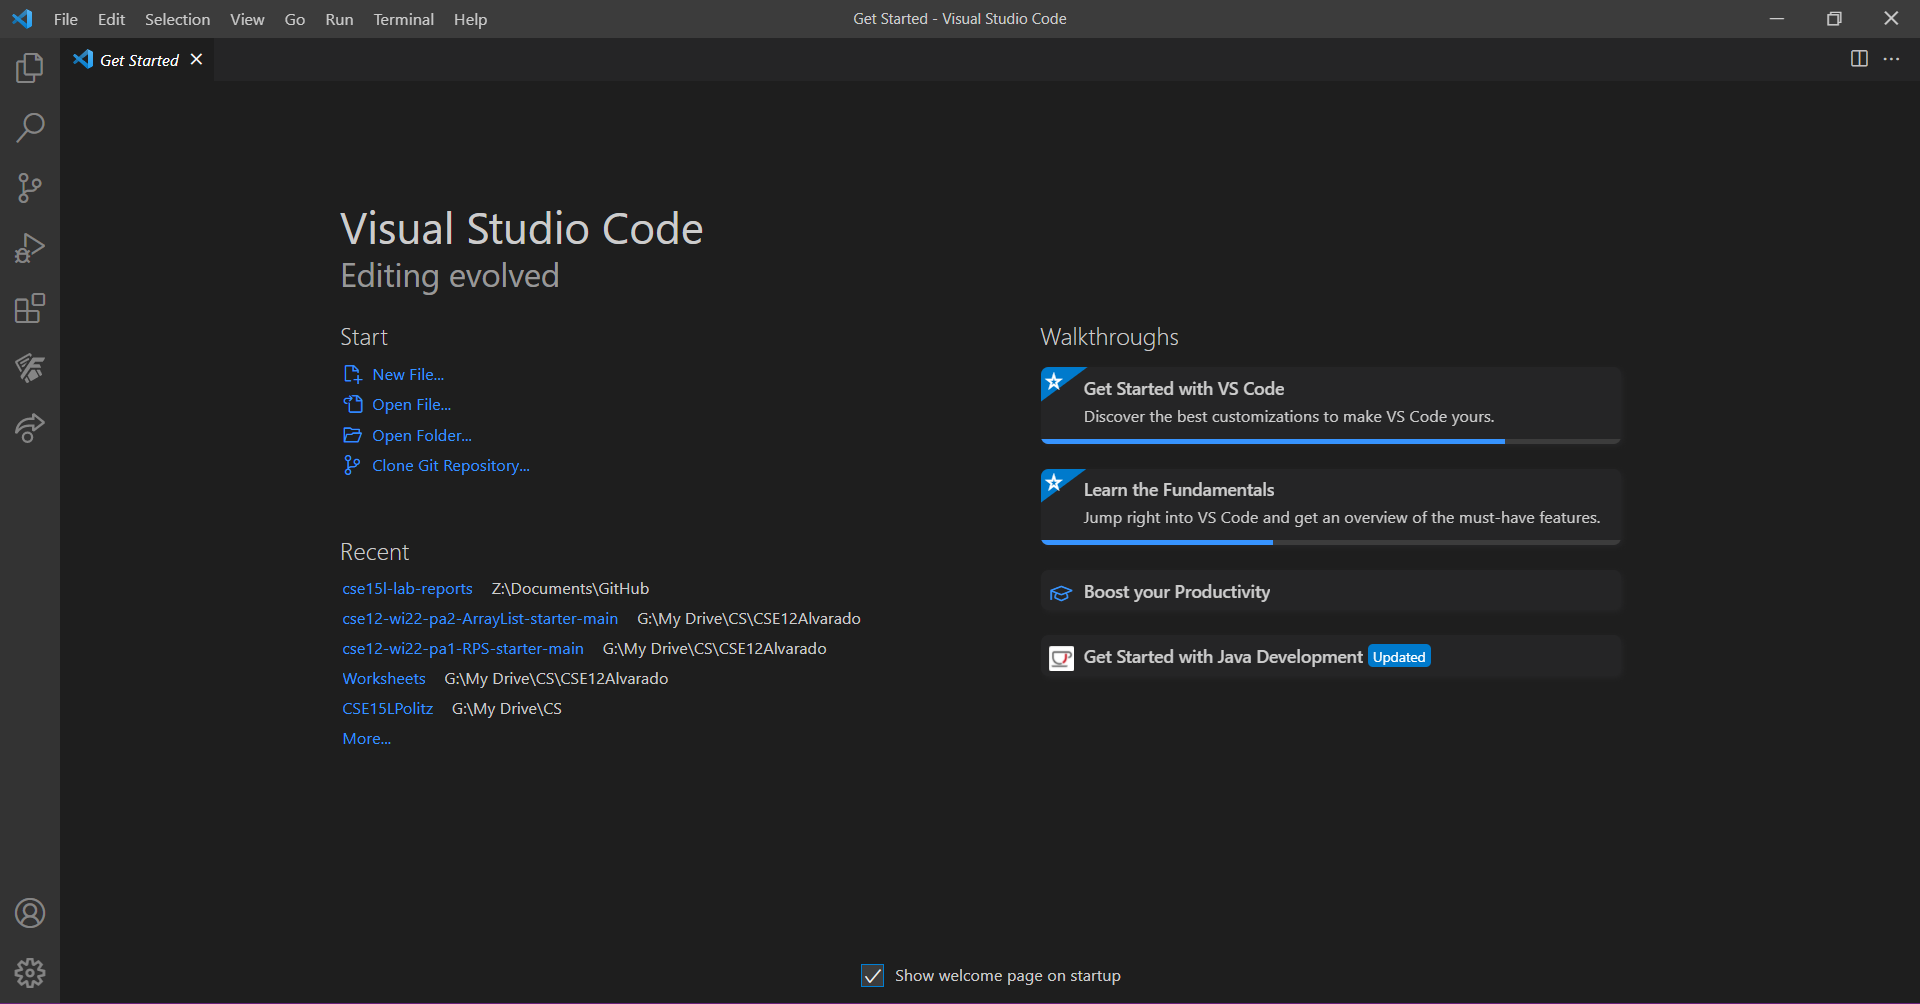 File Edit Selection View Go Run Terminal Help
Get Started - Visual Studio Code
Get Started
Visual Studio Code
Editing evolved
Start
New File...
Open File...
Open Folder...
Clone Git Repository...
Recent
cse15l-lab-reports Z:\Documents\GitHub
cse12-wi22-pa2-ArrayList-starter-main G:\My Drive\CS\CSE12Alvarado
cse12-wi22-pa1-RPS-starter-main G:\My Drive\CS\CSE12Alvarado
Worksheets G:\My Drive\CS\CSE12Alvarado
CSE15LPolitz G:\My Drive\CS
More...
Walkthroughs
Get Started with VS Code
Discover the best customizations to make VS Code yours.
Learn the Fundamentals
Jump right into VS Code and get an overview of the must-have features.
Boost your Productivity
Get Started with Java Development Updated
Show welcome page on startup